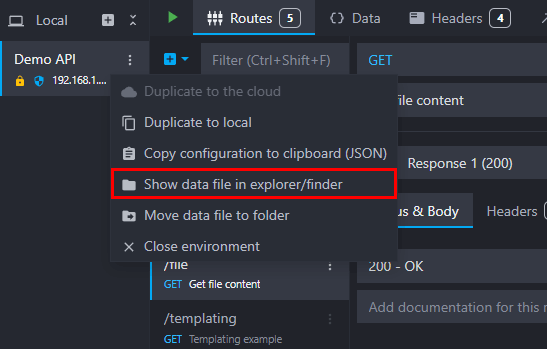 Local
Routes 5
Data
Headers 4
Demo API
192.168.1....
Filter (Ctrl+Shift+F)
GET
Duplicate to the cloud
Duplicate to local
Copy configuration to clipboard (JSON)
Show data file in explorer/finder
Move data file to folder
Close environment
file content
Response 1 (200)
us & Body
Headers
/file
GET Get file content
200 - OK
Add documentation for this r
/templating
GET Templating example